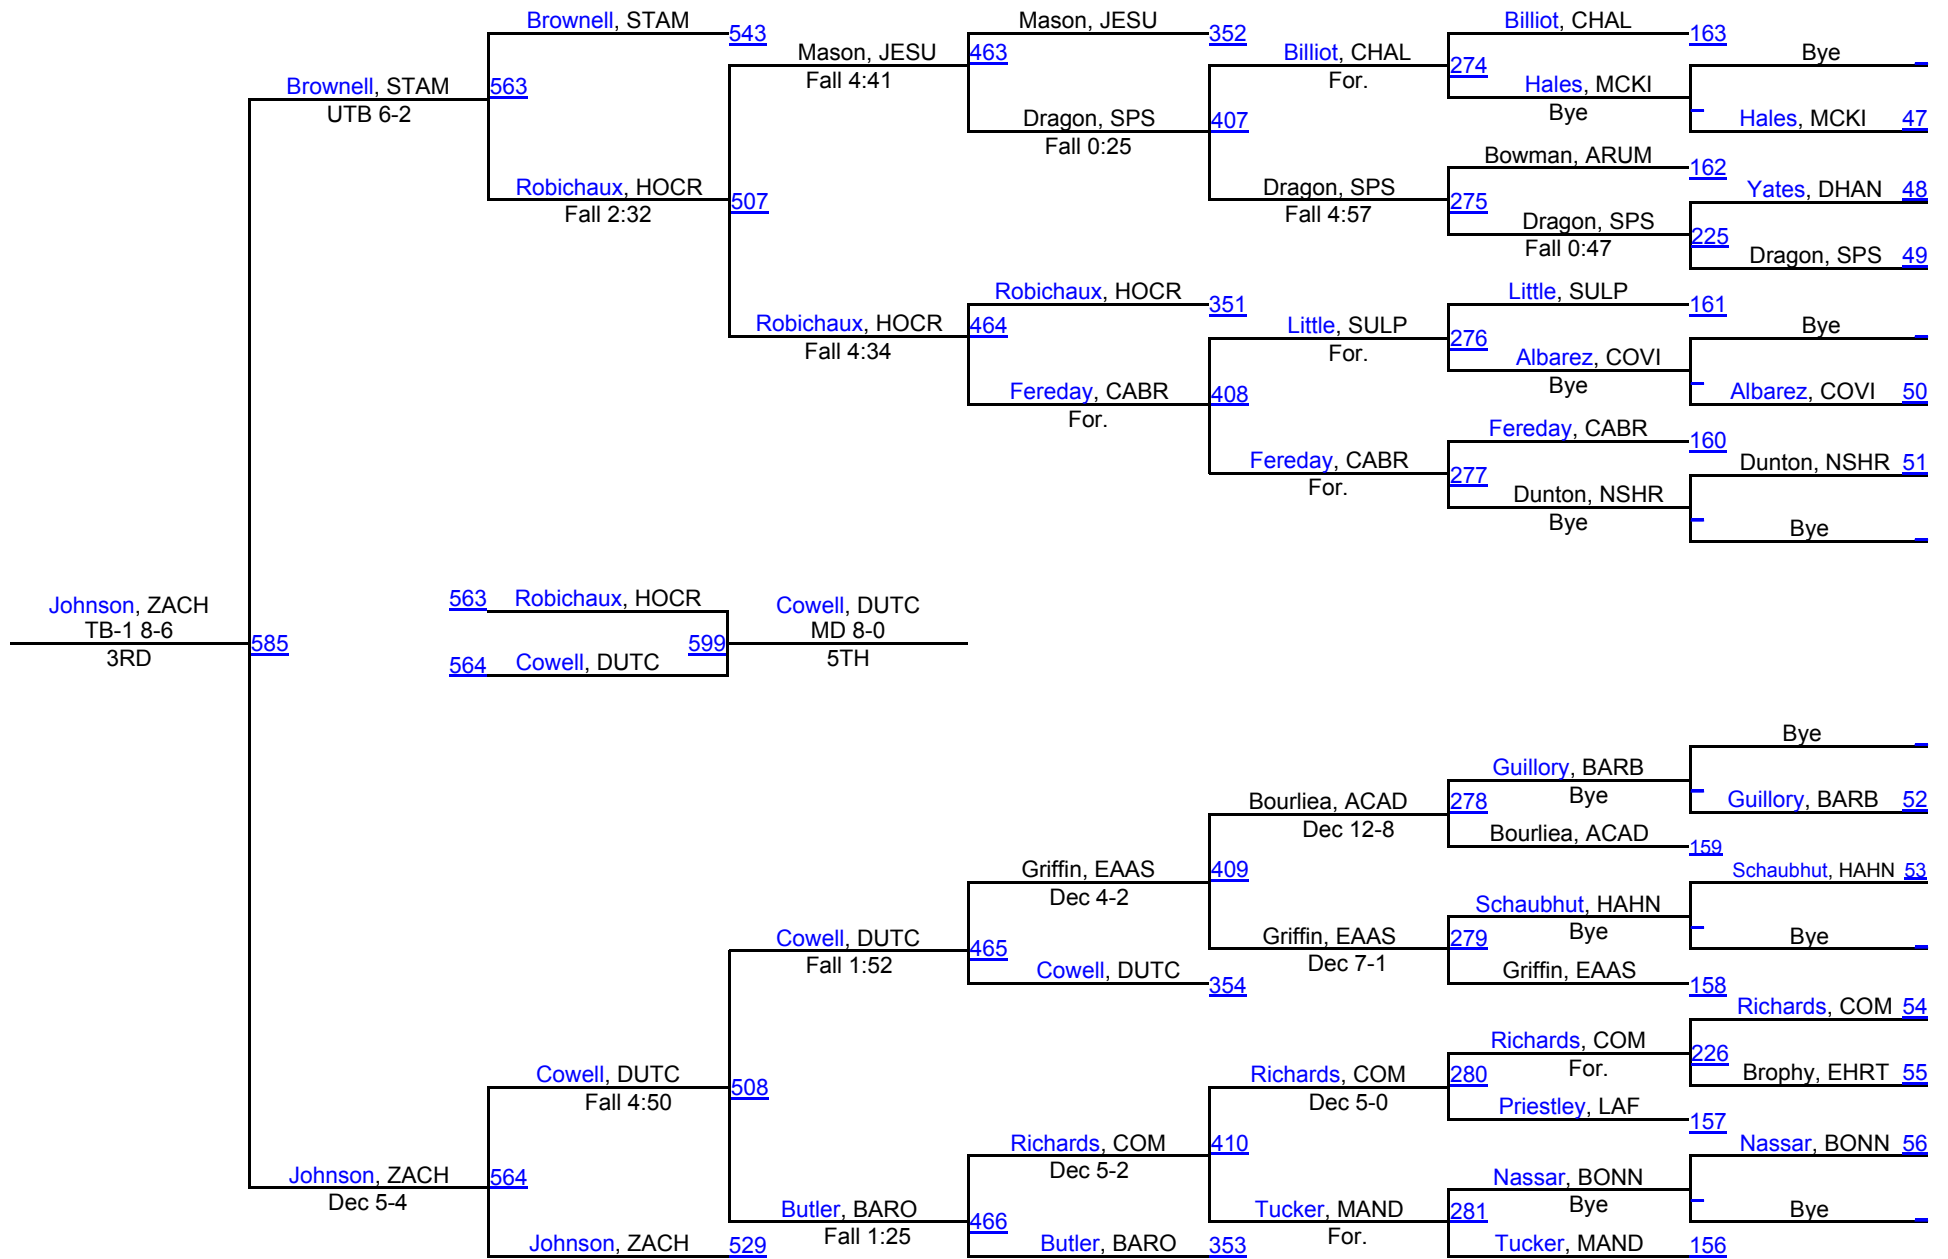 Brownell, STAM 543
Mason, JESU 352
Billiot, CHAL 163
Mason, JESU 463
Fall 4:41
Billiot, CHAL 274
For.
Bye
Brownell, STAM 563
UTB 6-2
Hales, MCKI
Bye
Dragon, SPS 407
Fall 0:25
Hales, MCKI 47
Bowman, ARUM 162
Robichaux, HOCR 507
Fall 2:32
Dragon, SPS 275
Fall 4:57
Yates, DHAN 48
Dragon, SPS 225
Fall 0:47
Dragon, SPS 49
Robichaux, HOCR 351
Little, SULP 161
Robichaux, HOCR 464
Fall 4:34
Little, SULP 276
For.
Bye
Albarez, COVI
Bye
Fereday, CABR 408
For.
Albarez, COVI 50
Fereday, CABR 160
Fereday, CABR 277
For.
Dunton, NSHR 51
Dunton, NSHR
Bye
Bye
Johnson, ZACH
TB-1 8-6
3RD
585
563 Robichaux, HOCR
564 Cowell, DUTC
599
Cowell, DUTC
MD 8-0
5TH
Bye
Guillory, BARB
Bye
Bourliea, ACAD 278
Dec 12-8
Guillory, BARB 52
Bourliea, ACAD 159
Griffin, EAAS 409
Dec 4-2
Schaubhut, HAHN 53
Schaubhut, HAHN
Bye
Cowell, DUTC 465
Fall 1:52
Griffin, EAAS 279
Dec 7-1
Bye
Cowell, DUTC 354
Griffin, EAAS 158
Richards, COM 54
Richards, COM 226
For.
Cowell, DUTC 508
Fall 4:50
Richards, COM 280
Dec 5-0
Brophy, EHRT 55
Priestley, LAF 157
Richards, COM 410
Dec 5-2
Nassar, BONN 56
Johnson, ZACH 564
Dec 5-4
Nassar, BONN
Bye
Butler, BARO 466
Fall 1:25
Tucker, MAND 281
For.
Bye
Johnson, ZACH 529
Butler, BARO 353
Tucker, MAND 156